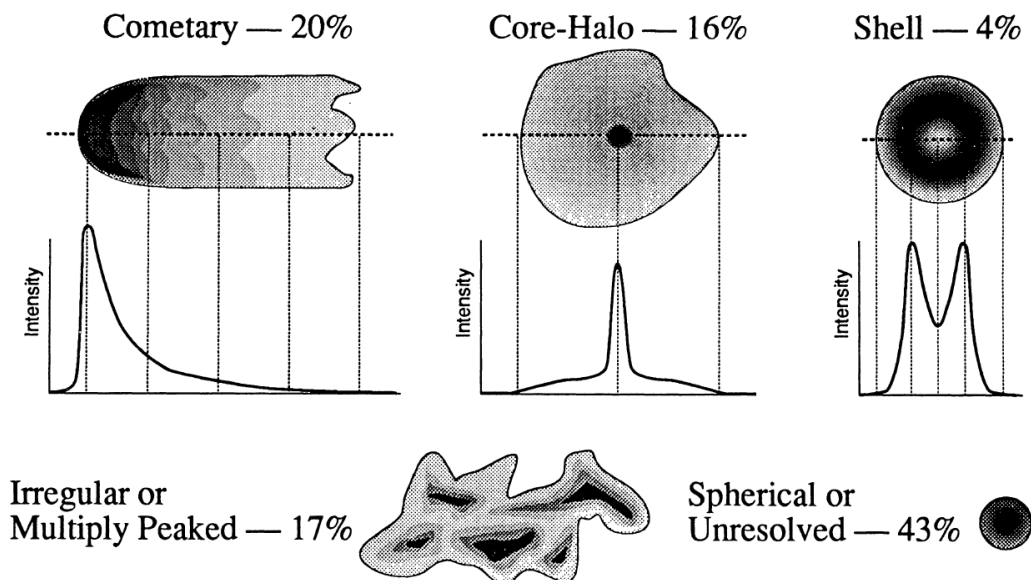 Cometary — 20%
Core-Halo — 16%
Shell — 4%
Intensity
Intensity
Intensity
Irregular or
Multiply Peaked — 17%
Spherical or
Unresolved — 43%